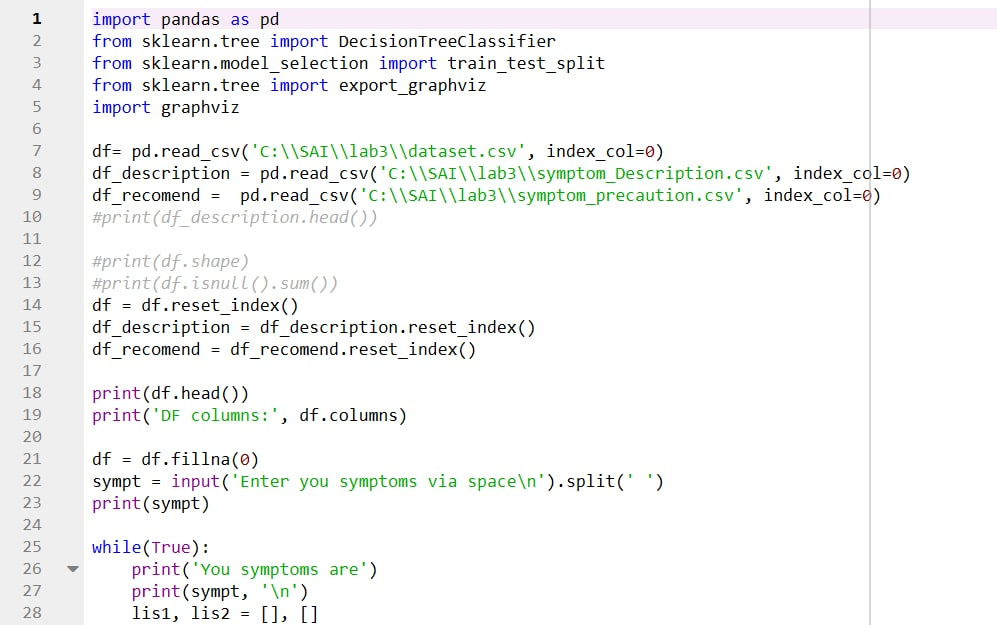 1 import pandas as pd
2 from sklearn.tree import DecisionTreeClassifier
3 from sklearn.model_selection import train_test_split
4 from sklearn.tree import export_graphviz
5 import graphviz
6
7 df= pd.read_csv('C:\\SAI\\lab3\\dataset.csv', index_col=0)
8 df_description = pd.read_csv('C:\\SAI\\lab3\\symptom_Description.csv', index_col=0)
9 df_recomend =  pd.read_csv('C:\\SAI\\lab3\\symptom_precaution.csv', index_col=0)
10 #print(df_description.head())
11
12 #print(df.shape)
13 #print(df.isnull().sum())
14 df = df.reset_index()
15 df_description = df_description.reset_index()
16 df_recomend = df_recomend.reset_index()
17
18 print(df.head())
19 print('DF columns:', df.columns)
20
21 df = df.fillna(0)
22 sympt = input('Enter you symptoms via space\n').split(' ')
23 print(sympt)
24
25 while(True):
26     print('You symptoms are')
27     print(sympt, '\n')
28     lis1, lis2 = [], []